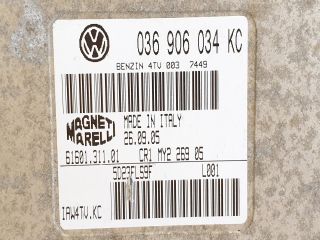 036 906 034 KC
BENZIN 4TV 003 7449
MAGNETI MARELLI
MADE IN ITALY
26.09.05
61601.311.01 CR1 MY2 269 05
5D23FLS9F L001
IAW4TV.KC